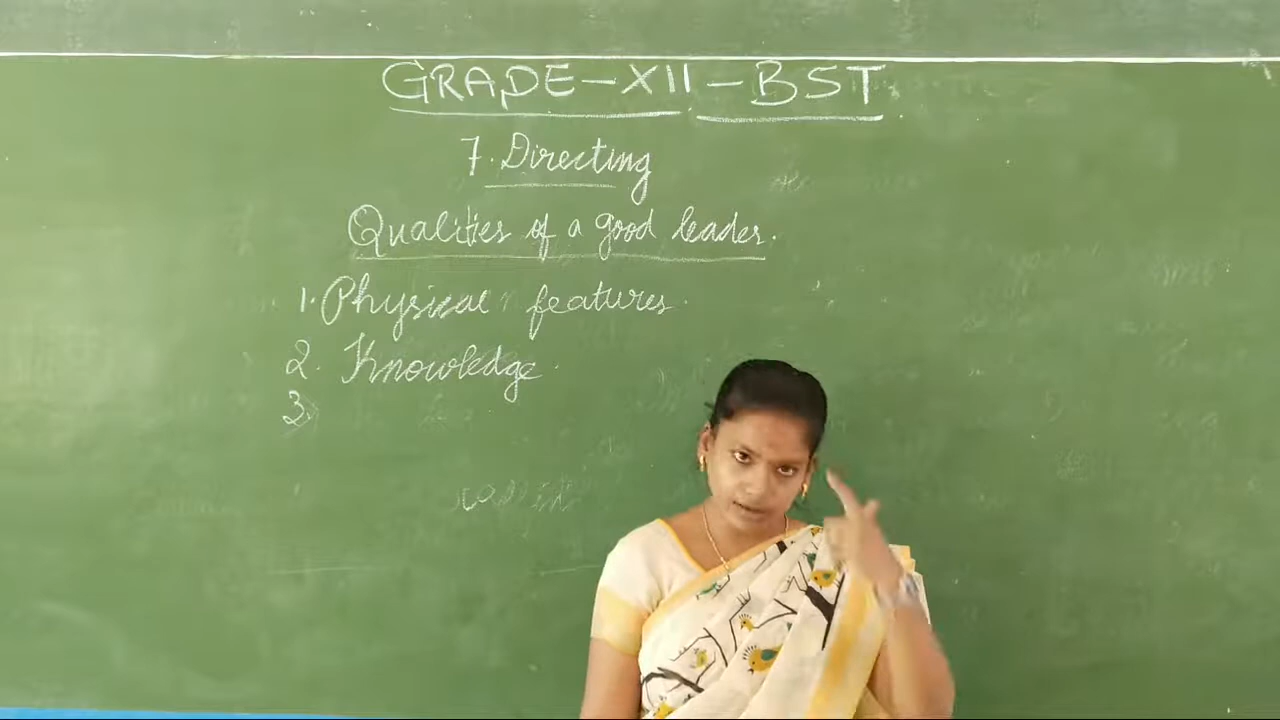 GRADE-XII-BST
7. Directing
Qualities of a good leader.
1. Physical features.
2. Knowledge.
3.